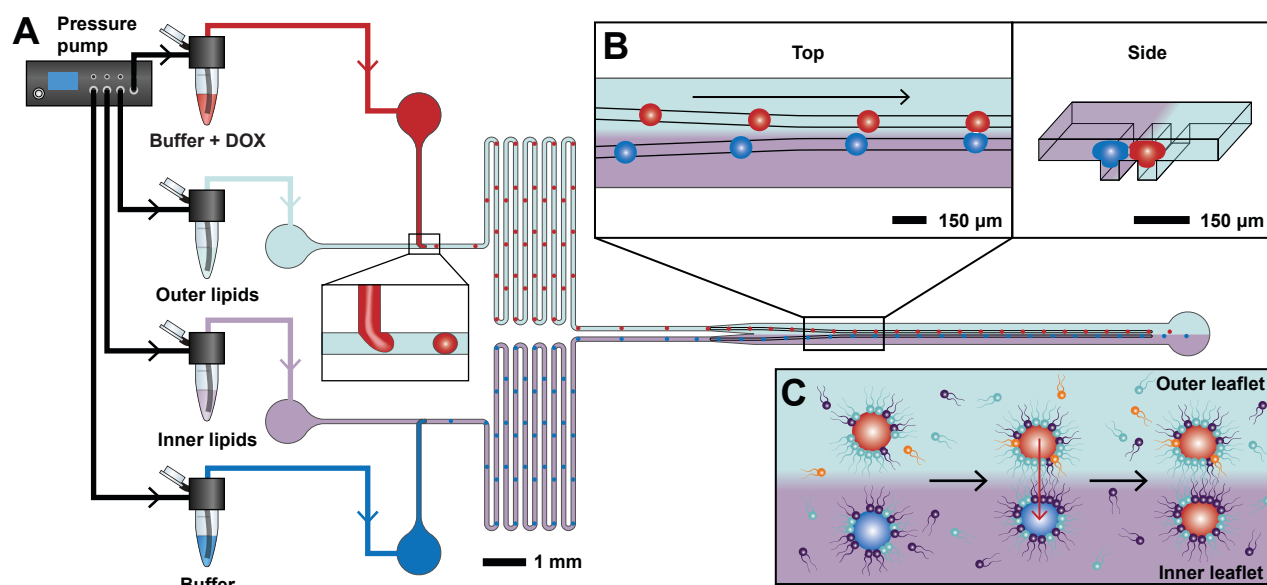 A
Pressure
pump
Buffer + DOX
Outer lipids
Inner lipids
Buffer
1 mm
B
Top
150 µm
Side
150 µm
C
Outer leaflet
Inner leaflet